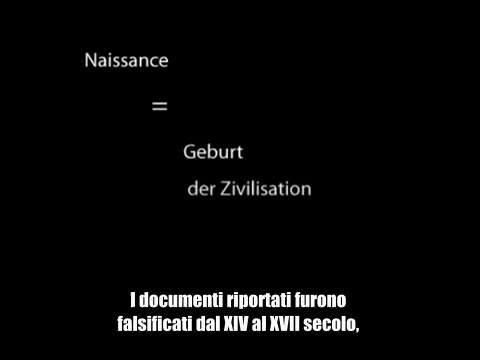 Naissance
=
Geburt
der Zivilisation
I documenti riportati furono
falsificati dal XIV al XVII secolo,